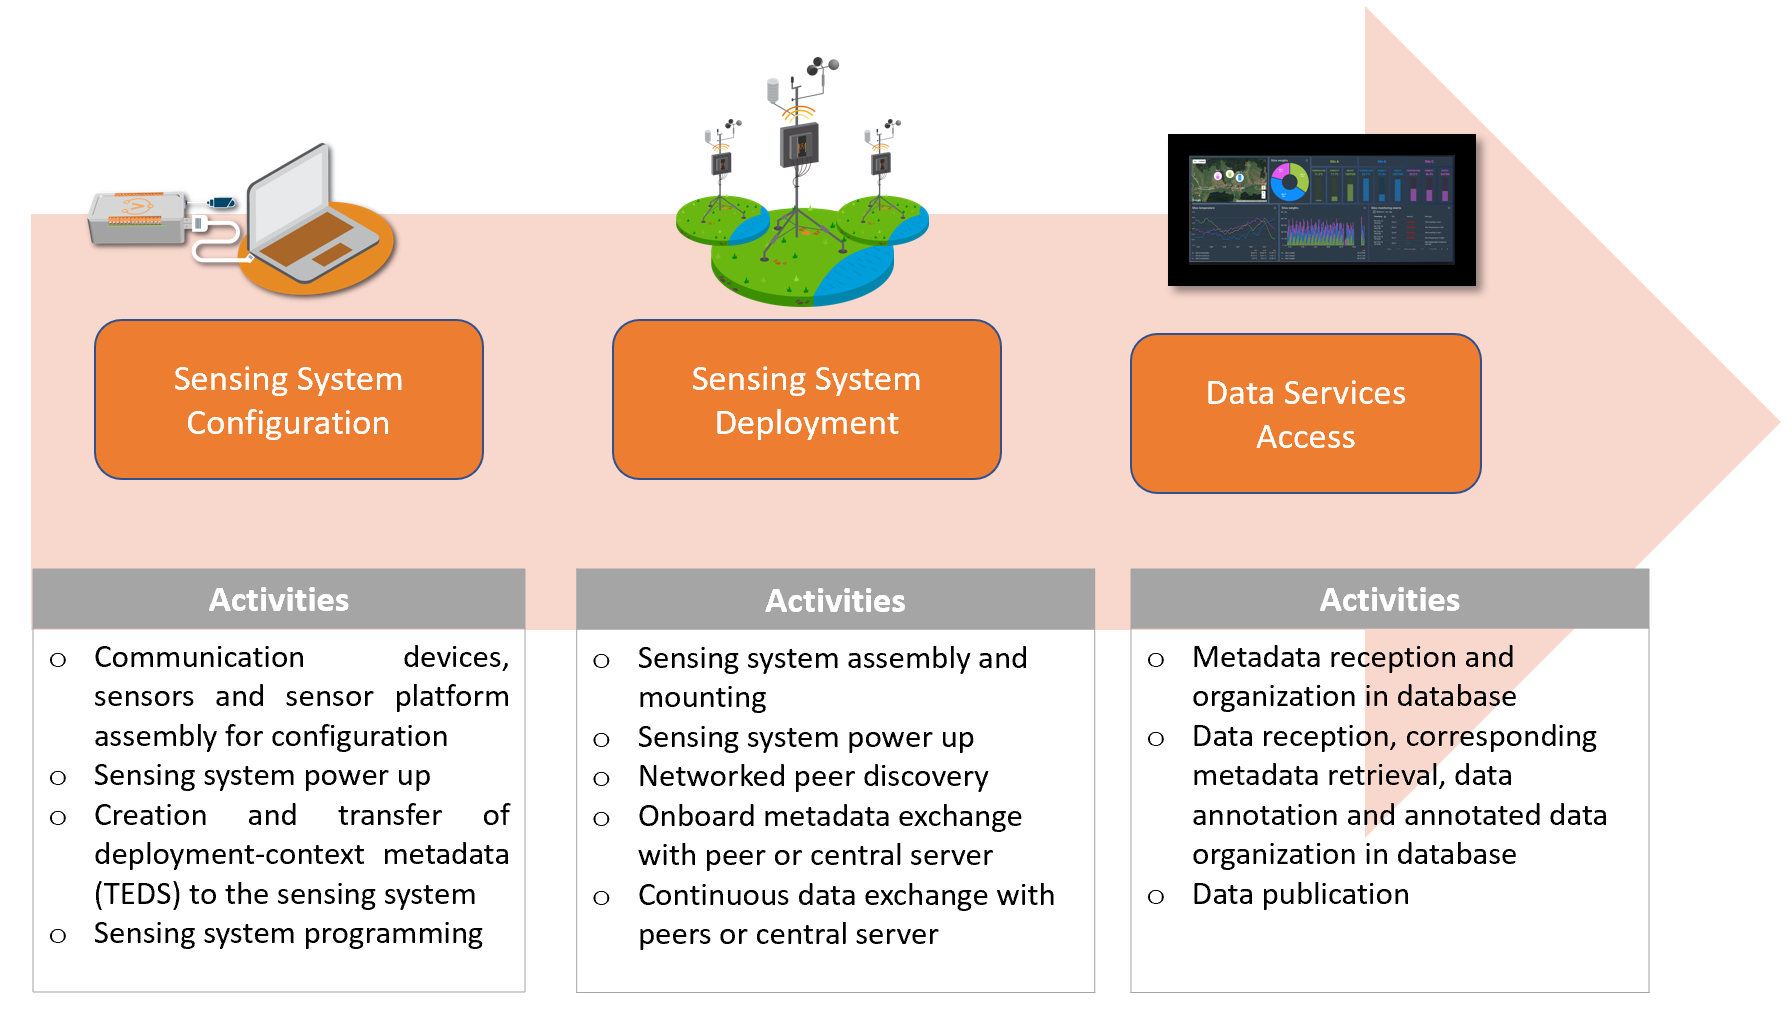 Sensing System
Configuration
Sensing System
Deployment
Data Services
Access
Activities
o Communication devices,
sensors and sensor platform
assembly for configuration
o Sensing system power up
o Creation and transfer of
deployment-context metadata
(TEDS) to the sensing system
o Sensing system programming
Activities
o Sensing system assembly and
mounting
o Sensing system power up
o Networked peer discovery
o Onboard metadata exchange
with peer or central server
o Continuous data exchange with
peers or central server
Activities
o Metadata reception and
organization in database
o Data reception, corresponding
metadata retrieval, data
annotation and annotated data
organization in database
o Data publication